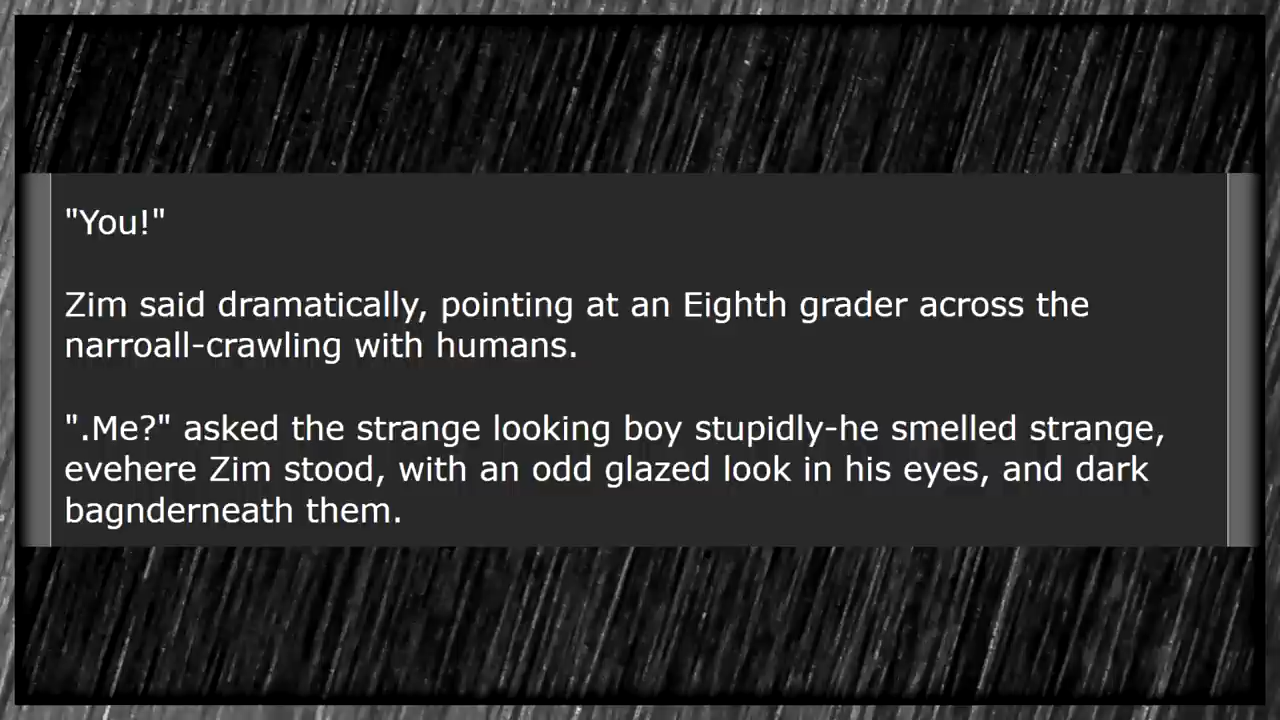 "You!"
Zim said dramatically, pointing at an Eighth grader across the
narroall-crawling with humans.
".Me?" asked the strange looking boy stupidly-he smelled strange,
evehere Zim stood, with an odd glazed look in his eyes, and dark
bagnderneath them.